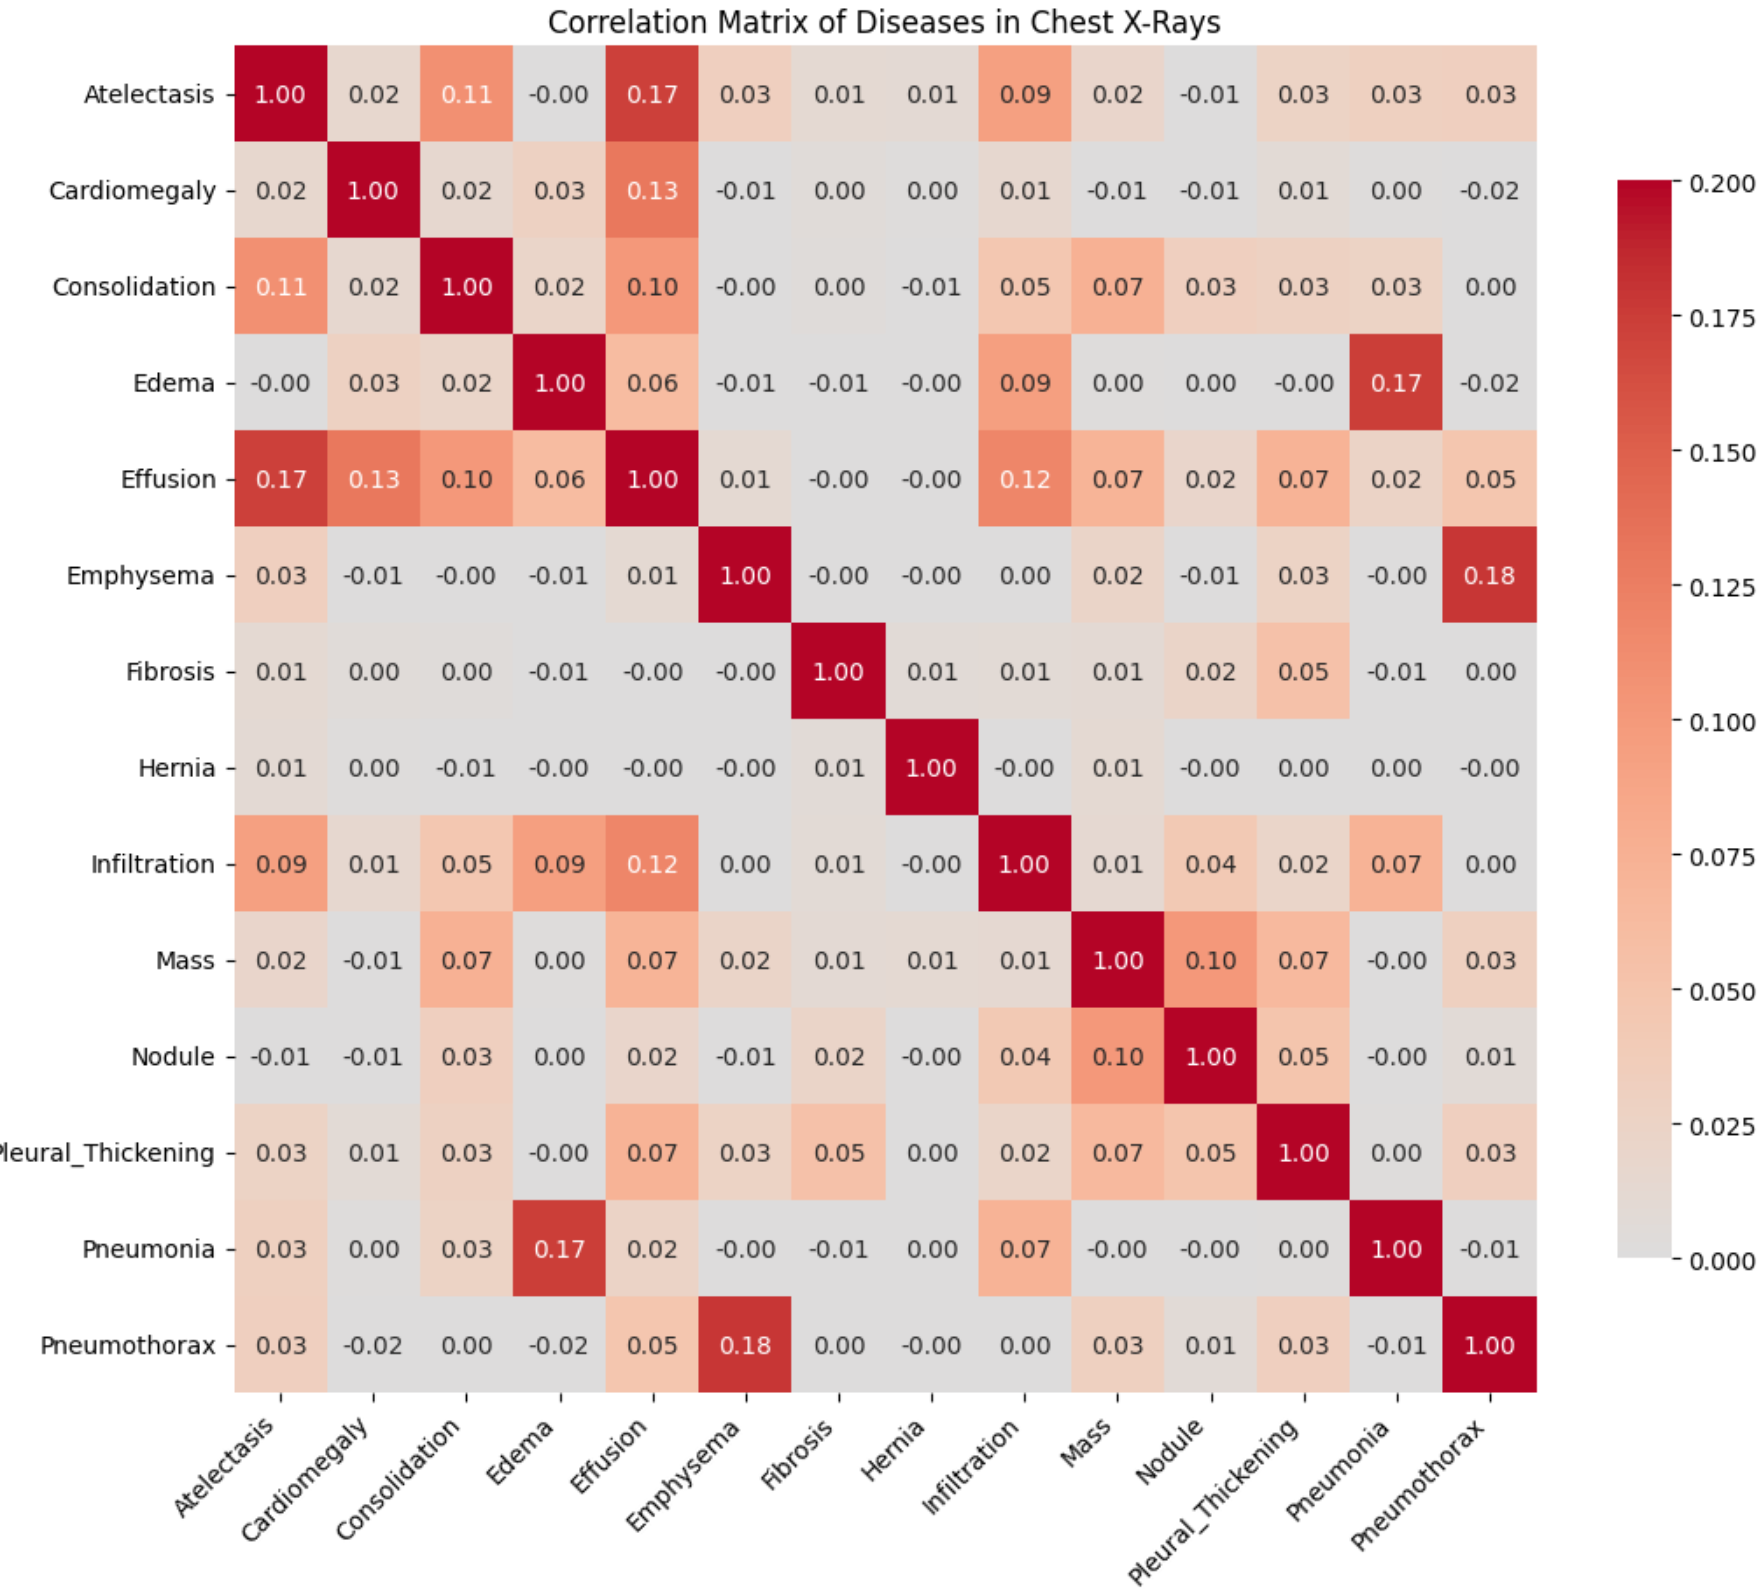 Correlation Matrix of Diseases in Chest X-Rays
Atelectasis 1.00 0.02 0.11 -0.00 0.17 0.03 0.01 0.01 0.09 0.02 -0.01 0.03 0.03 0.03
Cardiomegaly 0.02 1.00 0.02 0.03 0.13 -0.01 0.00 0.00 0.01 -0.01 -0.01 0.01 0.00 -0.02
Consolidation 0.11 0.02 1.00 0.02 0.10 -0.00 0.00 -0.01 0.05 0.07 0.03 0.03 0.03 0.00
Edema -0.00 0.03 0.02 1.00 0.06 -0.01 -0.01 -0.00 0.09 0.00 0.00 -0.00 0.17 -0.02
Effusion 0.17 0.13 0.10 0.06 1.00 0.01 -0.00 -0.00 0.12 0.07 0.02 0.07 0.02 0.05
Emphysema 0.03 -0.01 -0.00 -0.01 0.01 1.00 -0.00 -0.00 0.00 0.02 -0.01 0.03 -0.00 0.18
Fibrosis 0.01 0.00 0.00 -0.01 -0.00 -0.00 1.00 0.01 0.01 0.01 0.02 0.05 -0.01 0.00
Hernia 0.01 0.00 -0.01 -0.00 -0.00 -0.00 0.01 1.00 -0.00 0.01 -0.00 0.00 0.00 -0.00
Infiltration 0.09 0.01 0.05 0.09 0.12 0.00 0.01 -0.00 1.00 0.01 0.04 0.02 0.07 0.00
Mass 0.02 -0.01 0.07 0.00 0.07 0.02 0.01 0.01 0.01 1.00 0.10 0.07 -0.00 0.03
Nodule -0.01 -0.01 0.03 0.00 0.02 -0.01 0.02 -0.00 0.04 0.10 1.00 0.05 -0.00 0.01
Pleural_Thickening 0.03 0.01 0.03 -0.00 0.07 0.03 0.05 0.00 0.02 0.07 0.05 1.00 0.00 0.03
Pneumonia 0.03 0.00 0.03 0.17 0.02 -0.00 -0.01 0.00 0.07 -0.00 -0.00 0.00 1.00 -0.01
Pneumothorax 0.03 -0.02 0.00 -0.02 0.05 0.18 0.00 -0.00 0.00 0.03 0.01 0.03 -0.01 1.00
Atelectasis
Cardiomegaly
Consolidation
Edema
Effusion
Emphysema
Fibrosis
Hernia
Infiltration
Mass
Nodule
Pleural_Thickening
Pneumonia
Pneumothorax
0.200
0.175
0.150
0.125
0.100
0.075
0.050
0.025
0.000